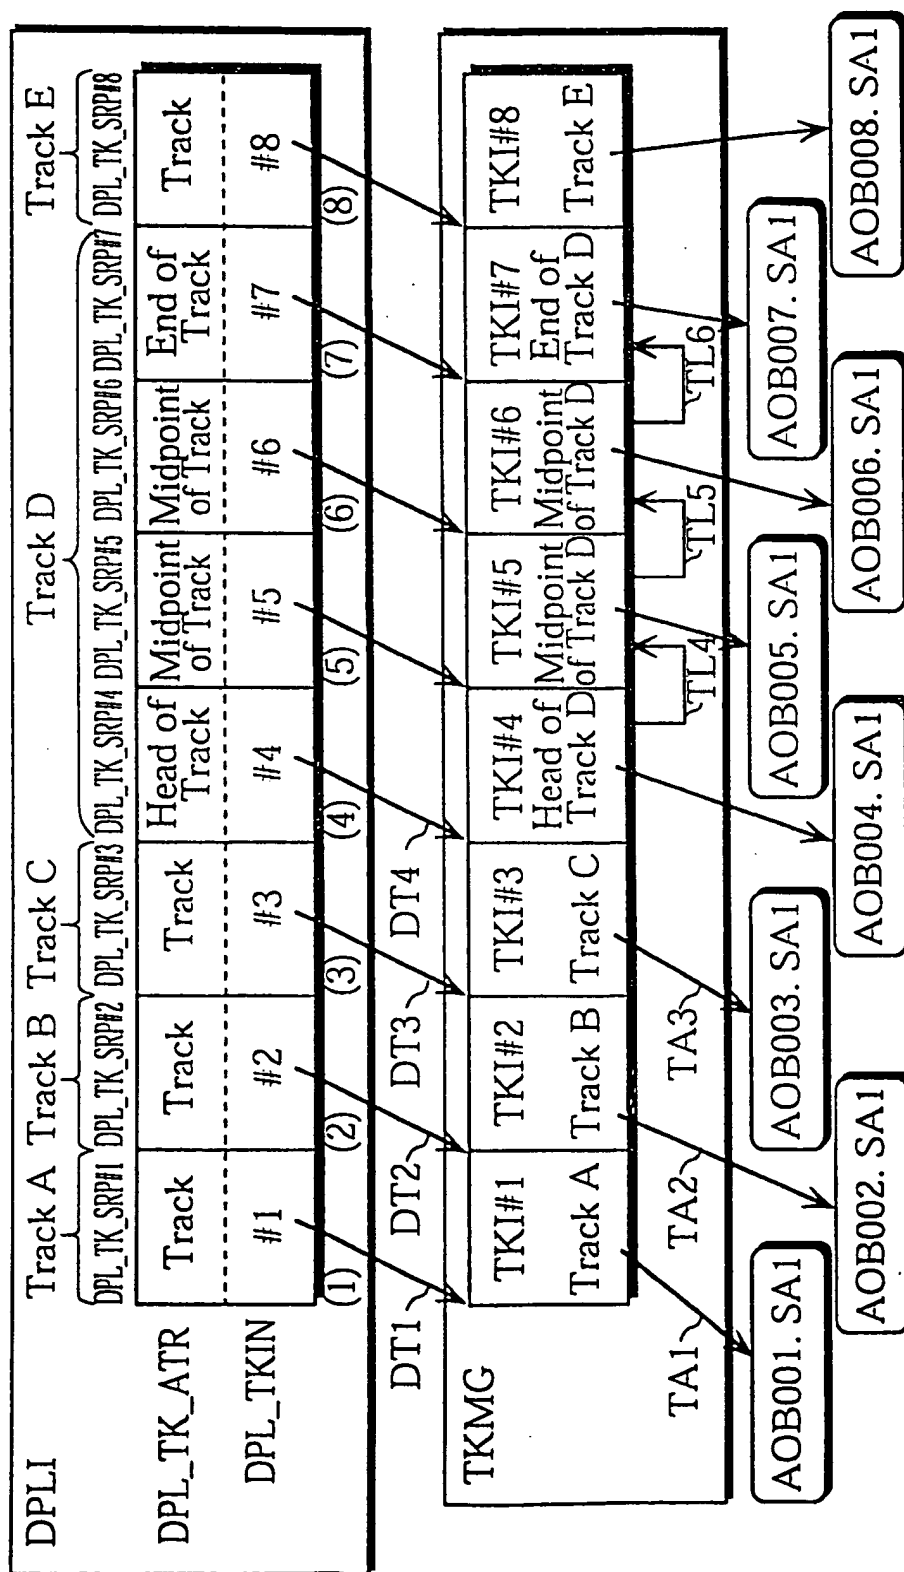 DPLI
Track A
Track B
Track C
Track D
Track E
DPL_TK_SRP#1
DPL_TK_SRP#2
DPL_TK_SRP#3
DPL_TK_SRP#4
DPL_TK_SRP#5
DPL_TK_SRP#6
DPL_TK_SRP#7
DPL_TK_SRP#8
DPL_TK_ATR
Track
Track
Track
Head of
Track
Midpoint
of Track
Midpoint
of Track
End of
Track
Track
DPL_TKIN
#1
#2
#3
#4
#5
#6
#7
#8
(1)
(2)
(3)
(4)
(5)
(6)
(7)
(8)
DT1
DT2
DT3
DT4
TKMG
TKI#1
Track A
TKI#2
Track B
TKI#3
Track C
TKI#4
Head of
Track D
TKI#5
Midpoint
of Track D
TKI#6
Midpoint
of Track D
TKI#7
End of
Track D
TKI#8
Track E
TA1
TA2
TA3
TL4
TL5
TL6
AOB001. SA1
AOB002. SA1
AOB003. SA1
AOB004. SA1
AOB005. SA1
AOB006. SA1
AOB007. SA1
AOB008. SA1